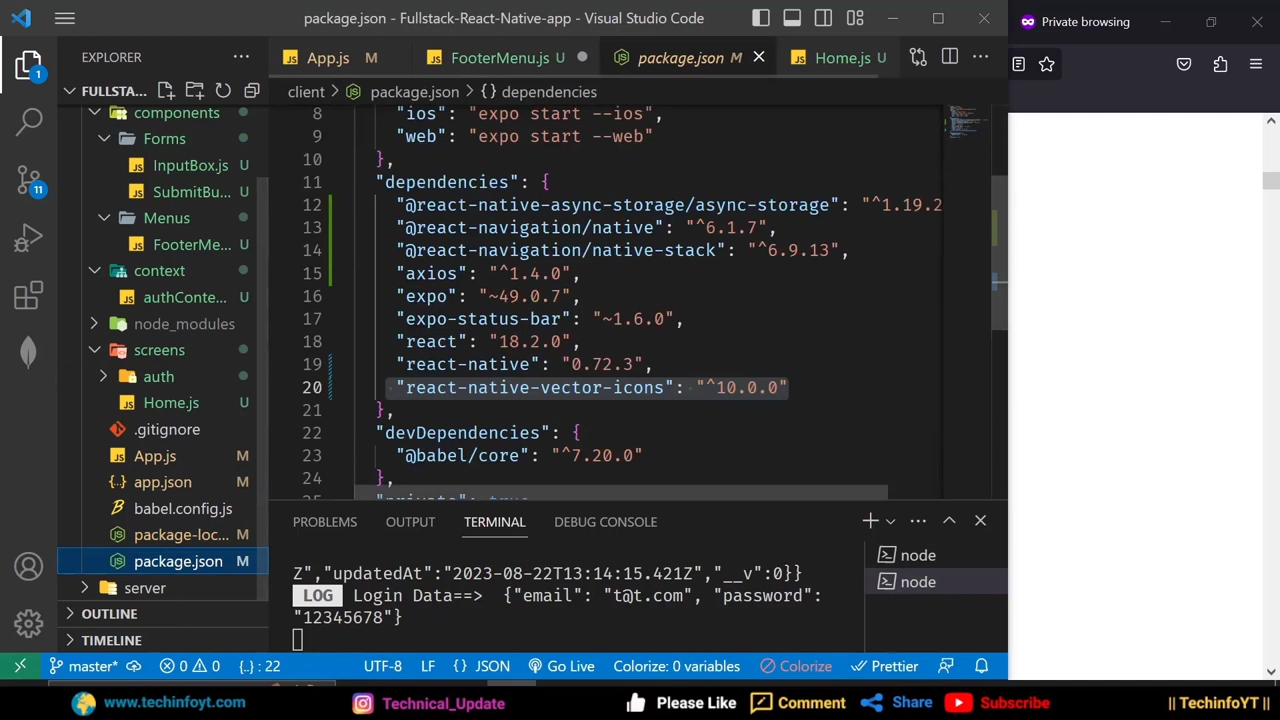 package.json - Fullstack-React-Native-app - Visual Studio Code
Private browsing
EXPLORER
App.js M
FooterMenu.js U
package.json M
Home.js U
FULLSTA...
client > package.json > {} dependencies
components
Forms
InputBox.js U
SubmitBu... U
Menus
FooterMe... U
context
authConte... U
node_modules
screens
auth
Home.js U
.gitignore
App.js M
app.json M
babel.config.js
package-loc... M
package.json M
server
OUTLINE
TIMELINE
8 "ios": "expo start --ios",
9 "web": "expo start --web"
10 },
11 "dependencies": {
12 "@react-native-async-storage/async-storage": "^1.19.2
13 "@react-navigation/native": "^6.1.7",
14 "@react-navigation/native-stack": "^6.9.13",
15 "axios": "^1.4.0",
16 "expo": "~49.0.7",
17 "expo-status-bar": "~1.6.0",
18 "react": "18.2.0",
19 "react-native": "0.72.3",
20 "react-native-vector-icons": "^10.0.0"
21 },
22 "devDependencies": {
23 "@babel/core": "^7.20.0"
24 },
25 "private": true
PROBLEMS OUTPUT TERMINAL DEBUG CONSOLE
Z","updatedAt":"2023-08-22T13:14:15.421Z","__v":0}}
LOG Login Data==> {"email": "t@t.com", "password":
"12345678"}
node
node
1
11
master* 0 0 {..} : 22 UTF-8 LF {} JSON Go Live Colorize: 0 variables Colorize Prettier
www.techinfoyt.com Technical_Update Please Like Comment Share Subscribe || TechinfoYT ||